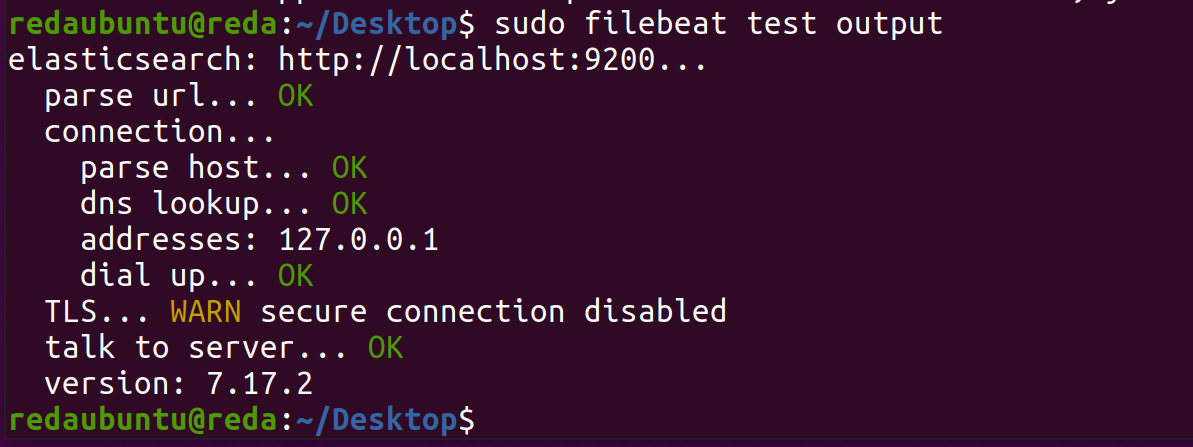 redaubuntu@reda:~/Desktop$ sudo filebeat test output
elasticsearch: http://localhost:9200...
  parse url... OK
  connection...
    parse host... OK
    dns lookup... OK
    addresses: 127.0.0.1
    dial up... OK
  TLS... WARN secure connection disabled
  talk to server... OK
  version: 7.17.2
redaubuntu@reda:~/Desktop$